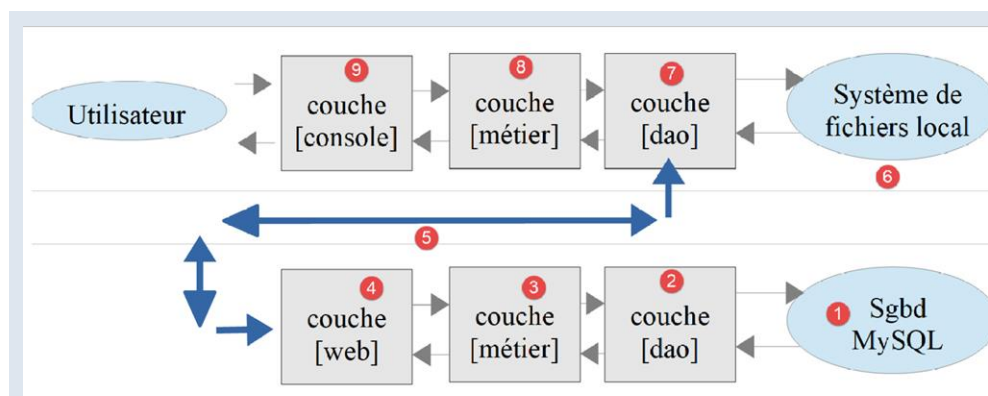 9
8
7
Utilisateur
couche
[console]
couche
[métier]
couche
[dao]
Système de
fichiers local
6
5
4
3
2
1
couche
[web]
couche
[métier]
couche
[dao]
Sgbd
MySQL